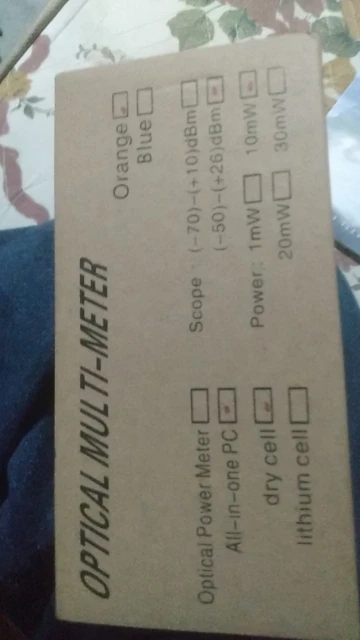 OPTICAL MULTI-METER
Orange
Blue
Optical Power Meter
All-in-one PC
dry cell
lithium cell
Scope : (-70)-(+10)dBm
(-50)-(+26)dBm
Power: 1mW 10mW
20mW 30mW